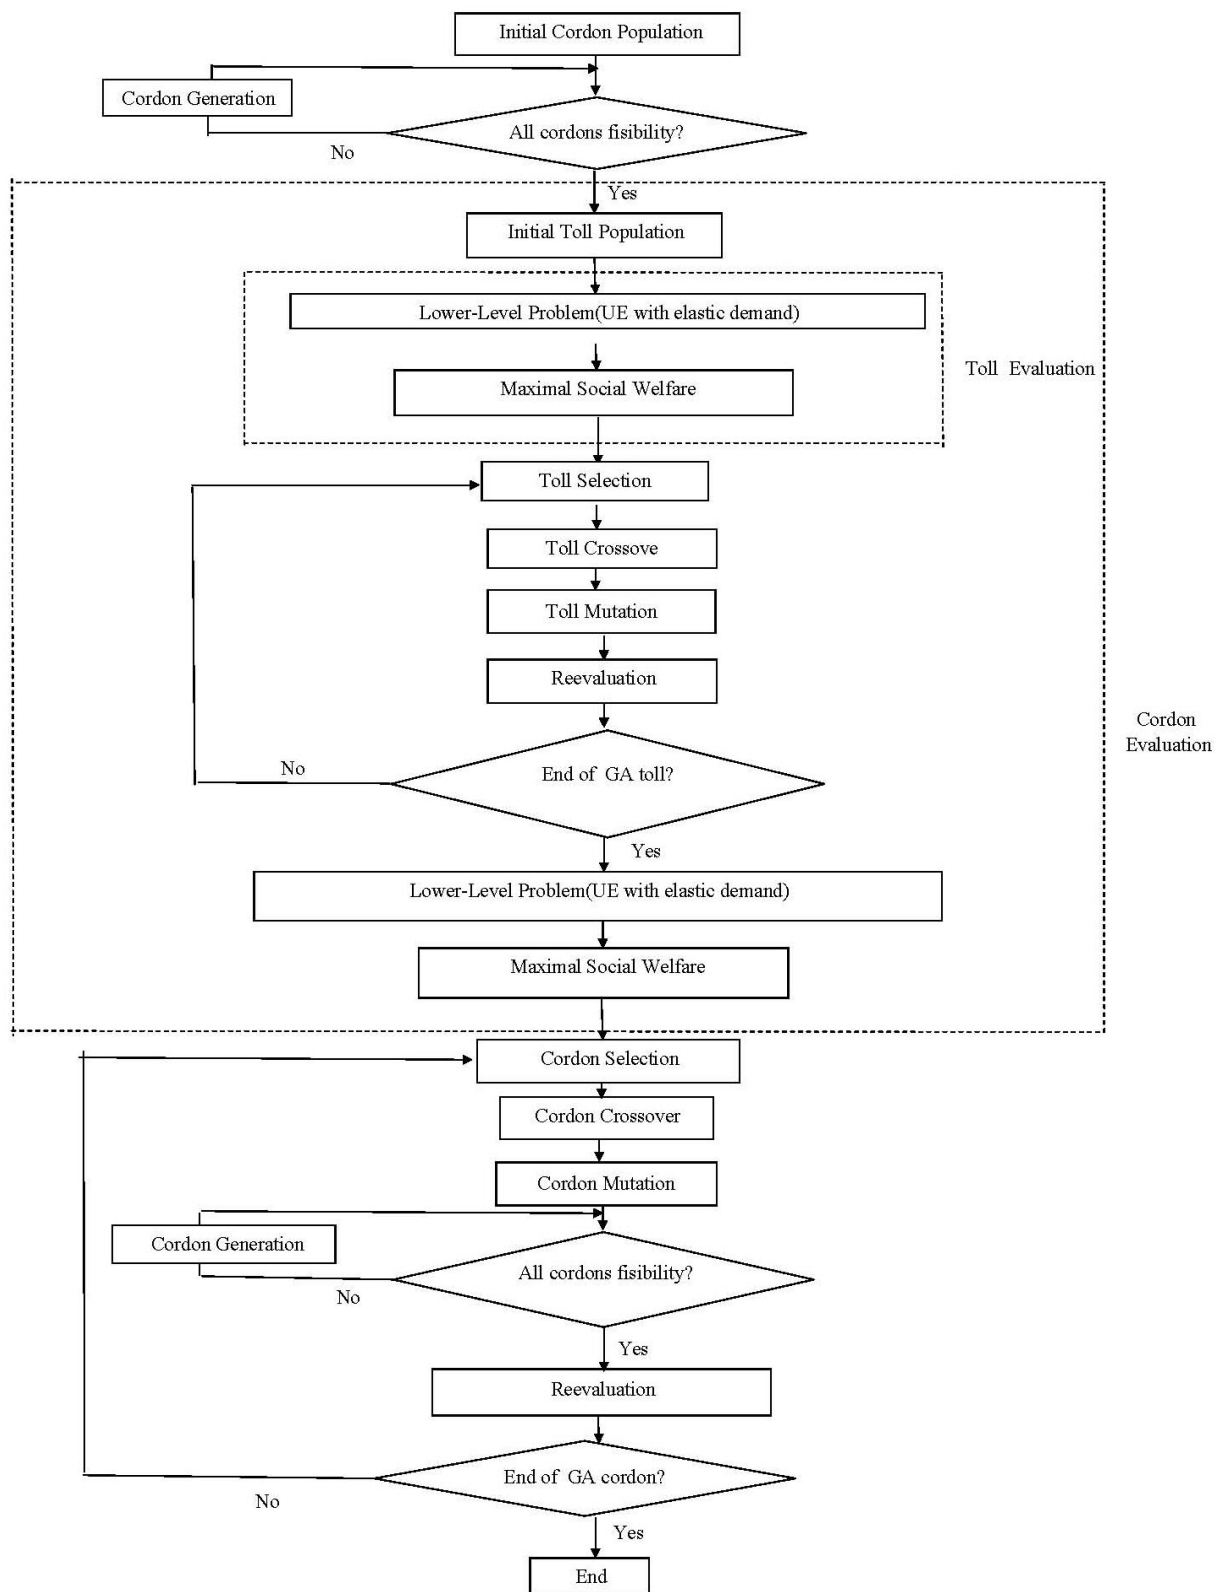 Initial Cordon Population
Cordon Generation
All cordons fisibility?
No
Yes
Initial Toll Population
Lower-Level Problem(UE with elastic demand)
Toll Evaluation
Maximal Social Welfare
Toll Selection
Toll Crossove
Toll Mutation
Reevaluation
Cordon
Evaluation
No
End of GA toll?
Yes
Lower-Level Problem(UE with elastic demand)
Maximal Social Welfare
Cordon Selection
Cordon Crossover
Cordon Mutation
Cordon Generation
All cordons fisibility?
No
Yes
Reevaluation
End of GA cordon?
No
Yes
End